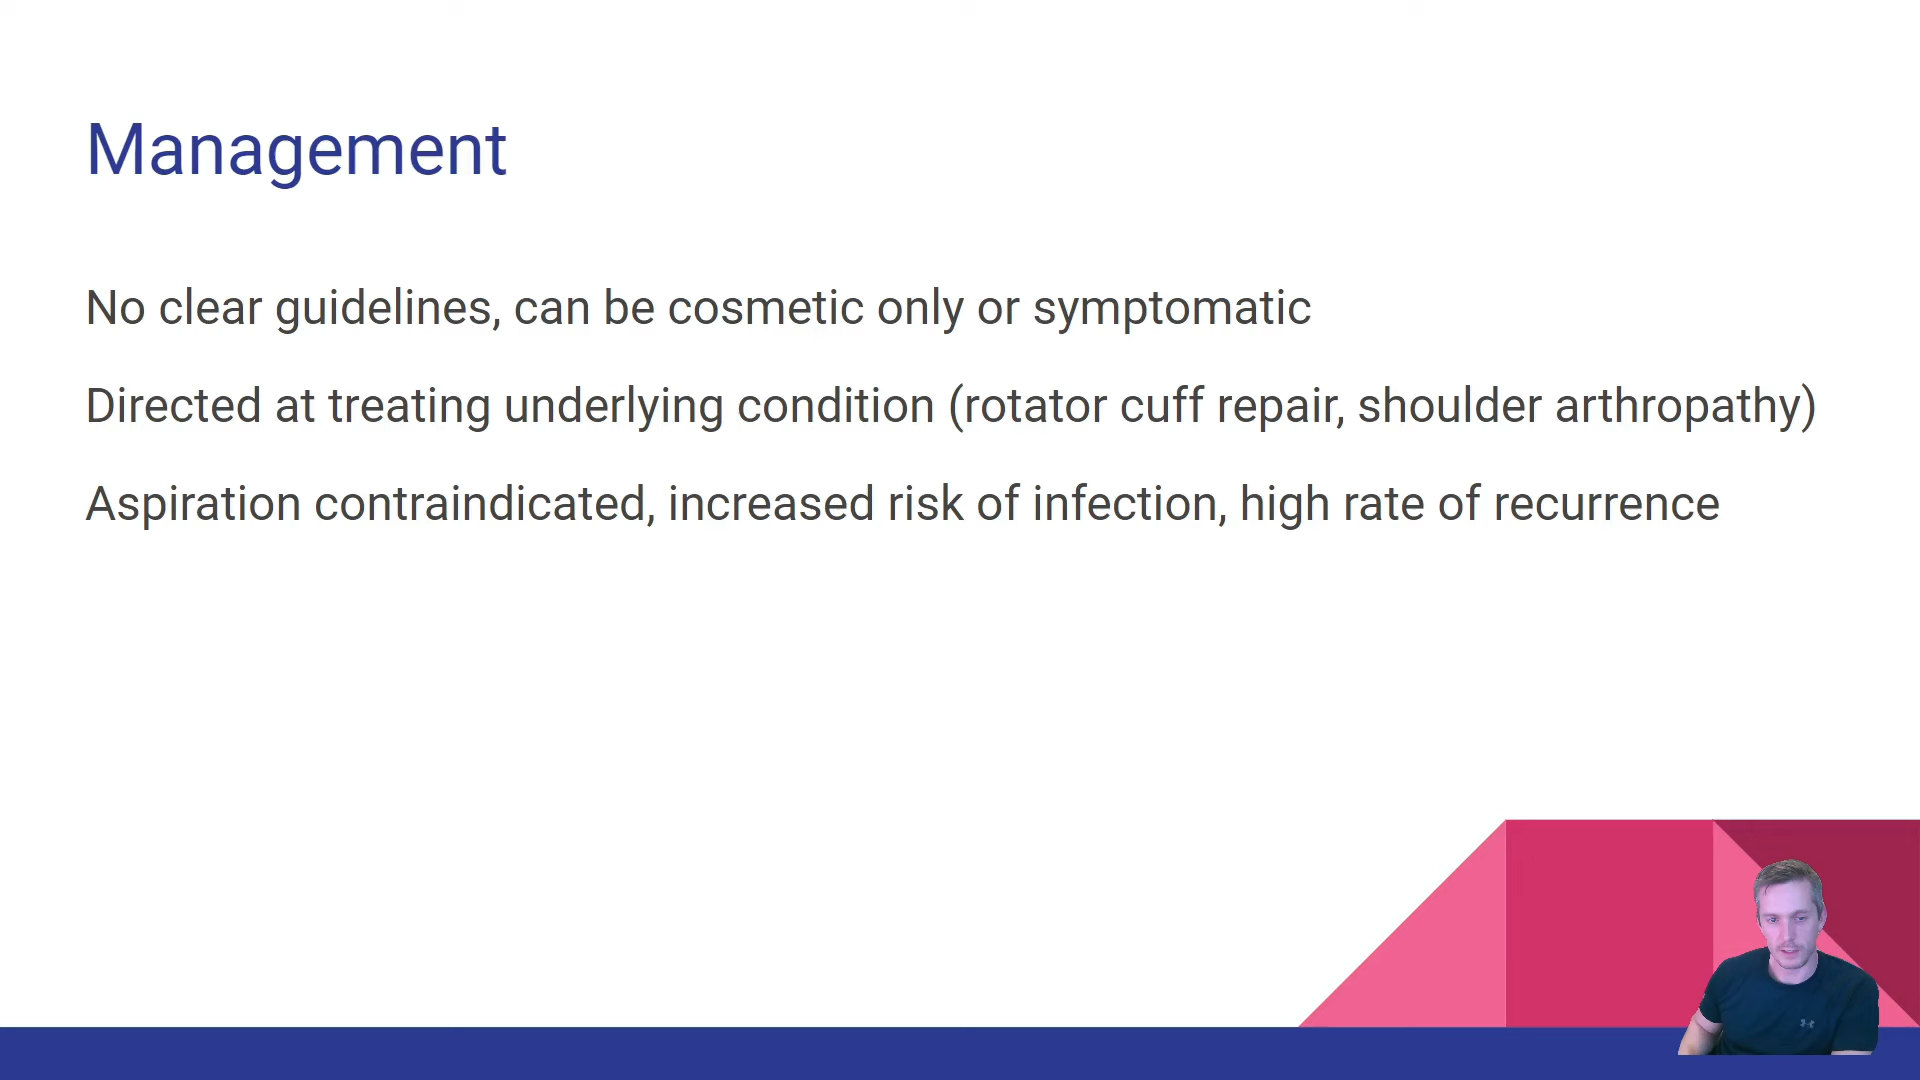 Management
No clear guidelines, can be cosmetic only or symptomatic
Directed at treating underlying condition (rotator cuff repair, shoulder arthropathy)
Aspiration contraindicated, increased risk of infection, high rate of recurrence